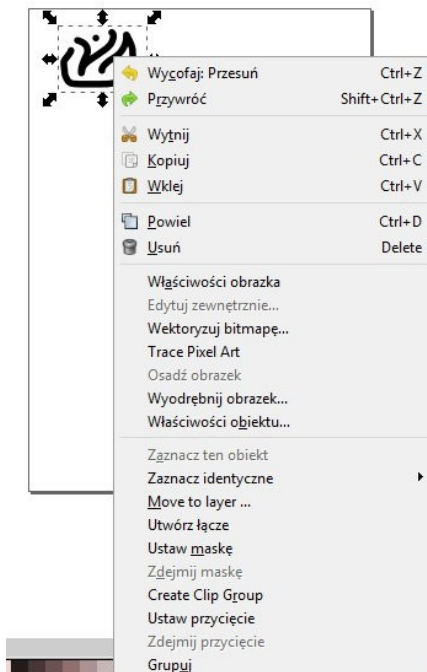 Wycofaj: Przesuń Ctrl+Z
Przywróć Shift+Ctrl+Z
Wytnij Ctrl+X
Kopiuj Ctrl+C
Wklej Ctrl+V
Powiel Ctrl+D
Usuń Delete
Właściwości obrazka
Edytuj zewnętrznie...
Wektoryzuj bitmapę...
Trace Pixel Art
Osadź obrazek
Wyodrębnij obrazek...
Właściwości obiektu...
Zaznacz ten obiekt
Zaznacz identyczne
Move to layer ...
Utwórz łącze
Ustaw maskę
Zdejmij maskę
Create Clip Group
Ustaw przycięcie
Zdejmij przycięcie
Grupuj